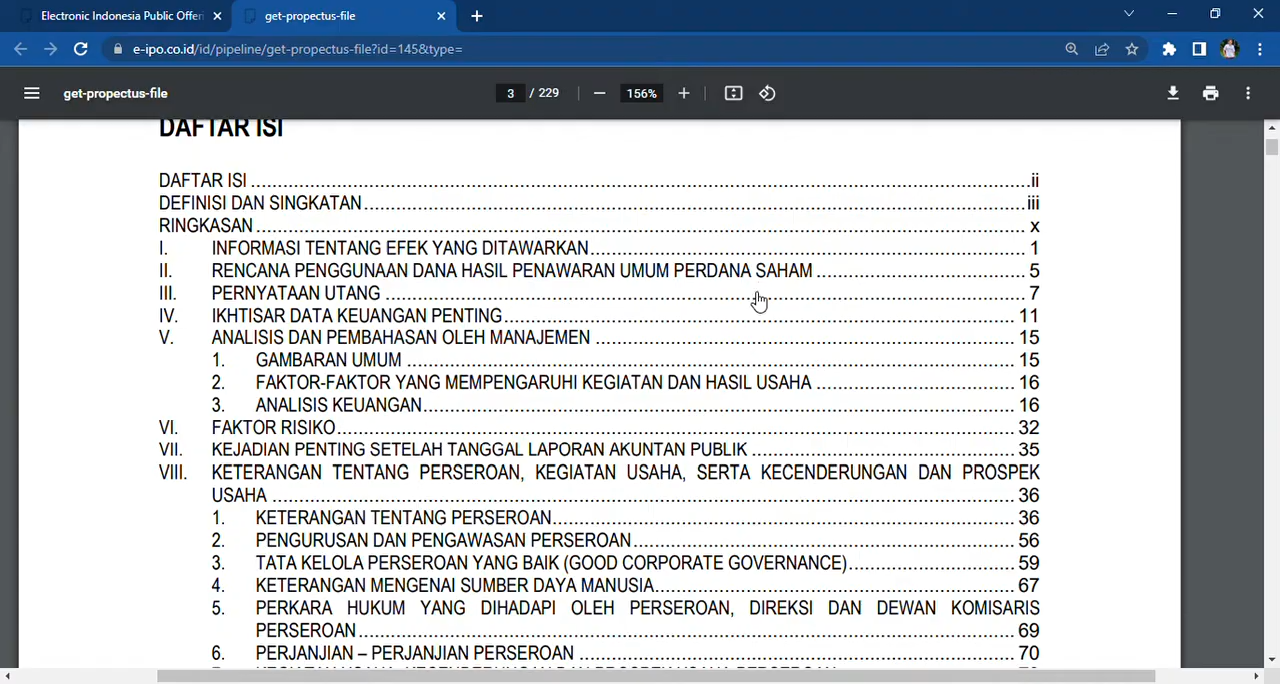 Electronic Indonesia Public Offeri
get-propectus-file
e-ipo.co.id/id/pipeline/get-propectus-file?id=145&type=
get-propectus-file
3 / 229
156%
DAFTAR ISI
DAFTAR ISI ........ ii
DEFINISI DAN SINGKATAN ........ iii
RINGKASAN ........ x
I. INFORMASI TENTANG EFEK YANG DITAWARKAN ........ 1
II. RENCANA PENGGUNAAN DANA HASIL PENAWARAN UMUM PERDANA SAHAM ........ 5
III. PERNYATAAN UTANG ........ 7
IV. IKHTISAR DATA KEUANGAN PENTING ........ 11
V. ANALISIS DAN PEMBAHASAN OLEH MANAJEMEN ........ 15
1. GAMBARAN UMUM ........ 15
2. FAKTOR-FAKTOR YANG MEMPENGARUHI KEGIATAN DAN HASIL USAHA ........ 16
3. ANALISIS KEUANGAN ........ 16
VI. FAKTOR RISIKO ........ 32
VII. KEJADIAN PENTING SETELAH TANGGAL LAPORAN AKUNTAN PUBLIK ........ 35
VIII. KETERANGAN TENTANG PERSEROAN, KEGIATAN USAHA, SERTA KECENDERUNGAN DAN PROSPEK
USAHA ........ 36
1. KETERANGAN TENTANG PERSEROAN ........ 36
2. PENGURUSAN DAN PENGAWASAN PERSEROAN ........ 56
3. TATA KELOLA PERSEROAN YANG BAIK (GOOD CORPORATE GOVERNANCE) ........ 59
4. KETERANGAN MENGENAI SUMBER DAYA MANUSIA ........ 67
5. PERKARA HUKUM YANG DIHADAPI OLEH PERSEROAN, DIREKSI DAN DEWAN KOMISARIS
PERSEROAN ........ 69
6. PERJANJIAN – PERJANJIAN PERSEROAN ........ 70